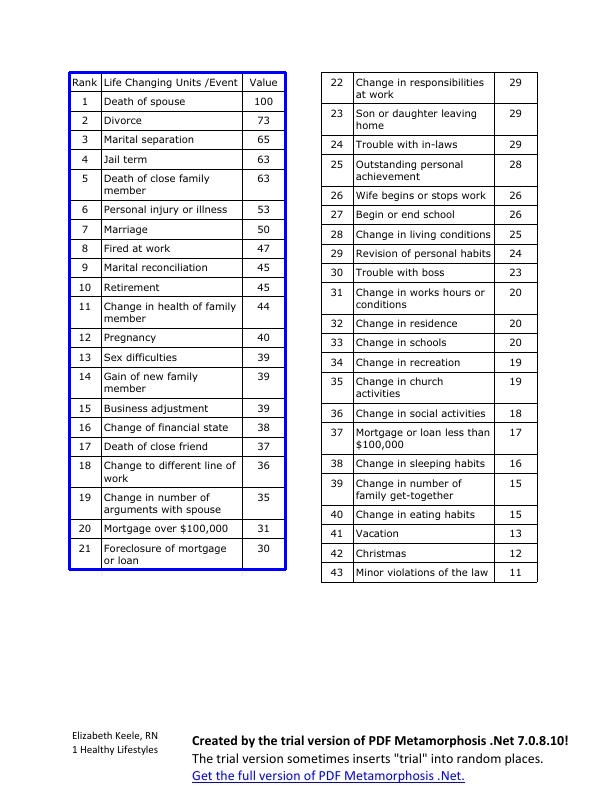 Rank Life Changing Units /Event Value
1 Death of spouse 100
2 Divorce 73
3 Marital separation 65
4 Jail term 63
5 Death of close family 63
member
6 Personal injury or illness 53
7 Marriage 50
8 Fired at work 47
9 Marital reconciliation 45
10 Retirement 45
11 Change in health of family 44
member
12 Pregnancy 40
13 Sex difficulties 39
14 Gain of new family 39
member
15 Business adjustment 39
16 Change of financial state 38
17 Death of close friend 37
18 Change to different line of 36
work
19 Change in number of 35
arguments with spouse
20 Mortgage over $100,000 31
21 Foreclosure of mortgage 30
or loan
22 Change in responsibilities 29
at work
23 Son or daughter leaving 29
home
24 Trouble with in-laws 29
25 Outstanding personal 28
achievement
26 Wife begins or stops work 26
27 Begin or end school 26
28 Change in living conditions 25
29 Revision of personal habits 24
30 Trouble with boss 23
31 Change in works hours or 20
conditions
32 Change in residence 20
33 Change in schools 20
34 Change in recreation 19
35 Change in church 19
activities
36 Change in social activities 18
37 Mortgage or loan less than 17
$100,000
38 Change in sleeping habits 16
39 Change in number of 15
family get-together
40 Change in eating habits 15
41 Vacation 13
42 Christmas 12
43 Minor violations of the law 11
Elizabeth Keele, RN
1 Healthy Lifestyles
Created by the trial version of PDF Metamorphosis .Net 7.0.8.10!
The trial version sometimes inserts "trial" into random places.
Get the full version of PDF Metamorphosis .Net.